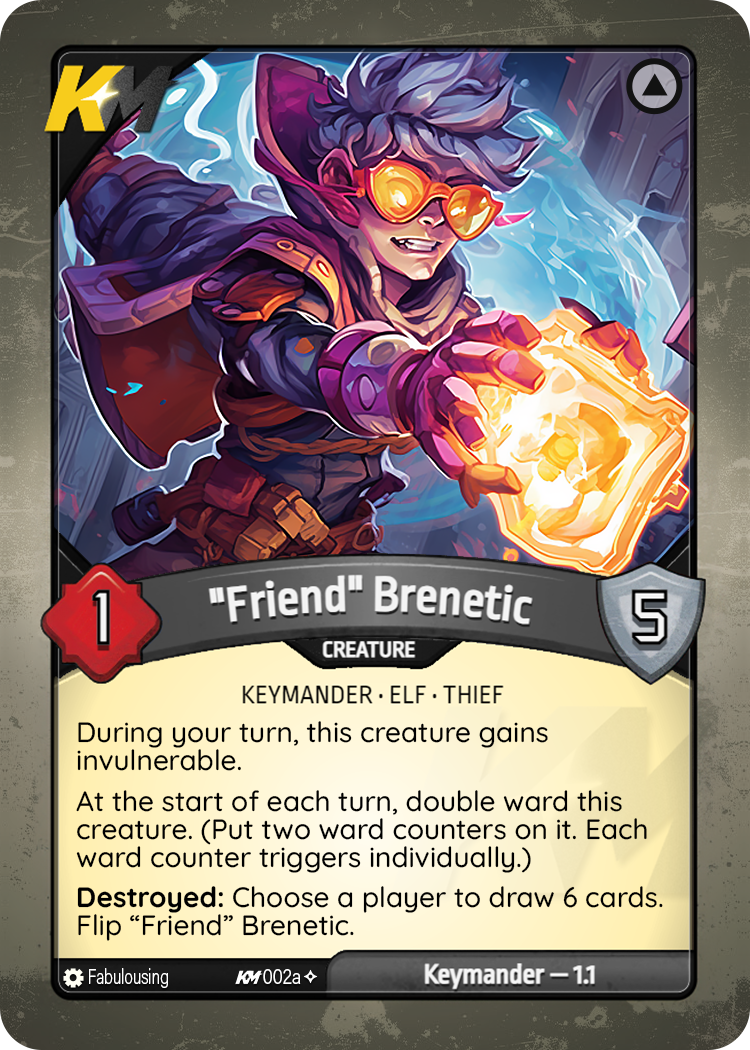 KM
"Friend" Brenetic
1
5
CREATURE
KEYMANDER • ELF • THIEF
During your turn, this creature gains
invulnerable.
At the start of each turn, double ward this
creature. (Put two ward counters on it. Each
ward counter triggers individually.)
Destroyed: Choose a player to draw 6 cards.
Flip “Friend” Brenetic.
Fabulousing
KM 002a
Keymander — 1.1